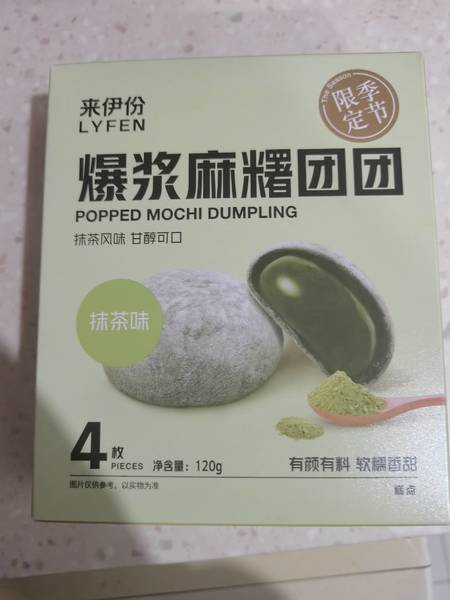 来伊份
LYFEN
The Season
限季
定节
爆浆麻糬团团
POPPED MOCHI DUMPLING
抹茶风味 甘醇可口
抹茶味
4枚
PIECES
净含量：120g
图片仅供参考，以实物为准
有颜有料 软糯香甜
糕点